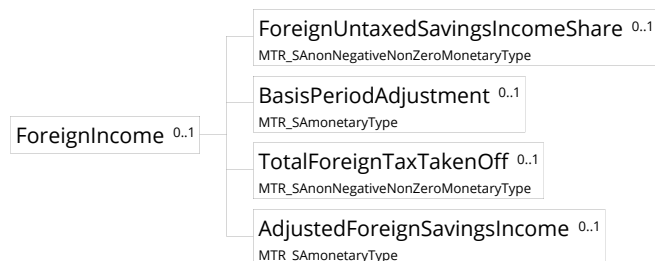 ForeignUntaxedSavingsIncomeShare 0..1
MTR_SAnonNegativeNonZeroMonetaryType
BasisPeriodAdjustment 0..1
MTR_SAmonetaryType
ForeignIncome 0..1
TotalForeignTaxTakenOff 0..1
MTR_SAnonNegativeNonZeroMonetaryType
AdjustedForeignSavingsIncome 0..1
MTR_SAmonetaryType